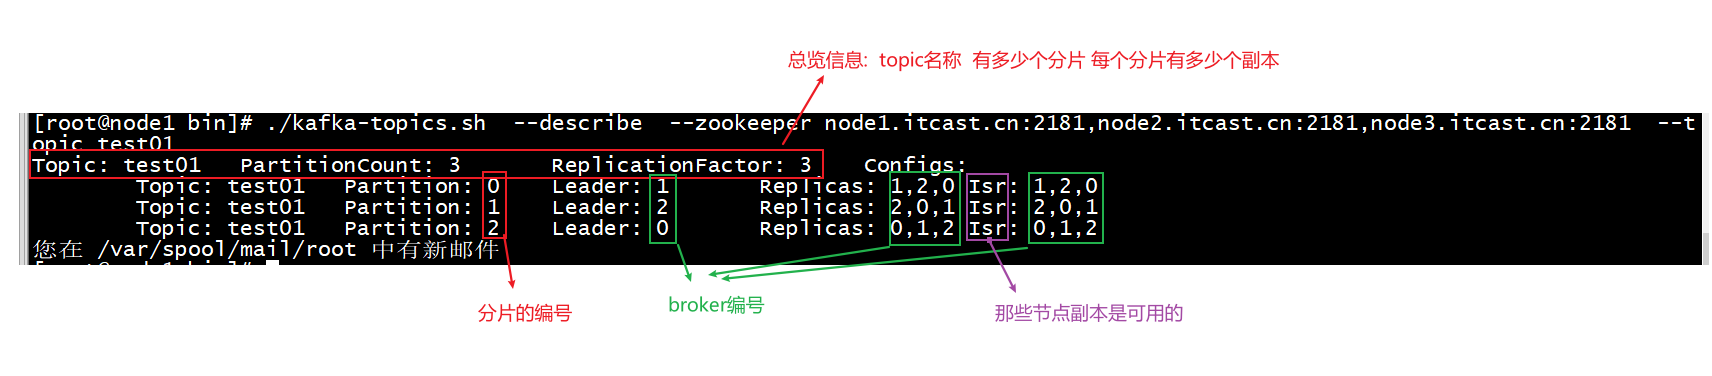 总览信息: topic名称 有多少个分片 每个分片有多少个副本
[root@node1 bin]# ./kafka-topics.sh  --describe  --zookeeper node1.itcast.cn:2181,node2.itcast.cn:2181,node3.itcast.cn:2181  --t
opic test01
Topic: test01   PartitionCount: 3       ReplicationFactor: 3    Configs:
        Topic: test01   Partition: 0    Leader: 1       Replicas: 1,2,0 Isr: 1,2,0
        Topic: test01   Partition: 1    Leader: 2       Replicas: 2,0,1 Isr: 2,0,1
        Topic: test01   Partition: 2    Leader: 0       Replicas: 0,1,2 Isr: 0,1,2
您在 /var/spool/mail/root 中有新邮件
[root@node1 bin]#
分片的编号
broker编号
那些节点副本是可用的